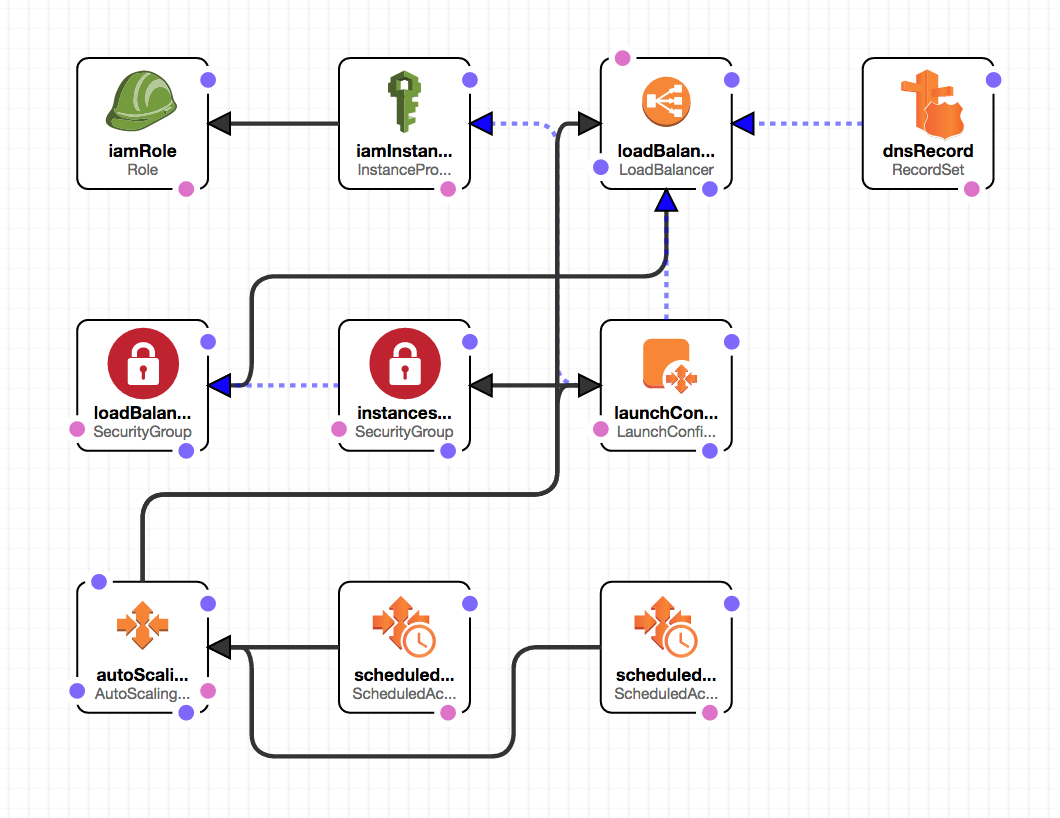 iamRole
Role
iamInstan...
InstancePro...
loadBalan...
LoadBalancer
dnsRecord
RecordSet
loadBalan...
SecurityGroup
instances...
SecurityGroup
launchCon...
LaunchConfi...
autoScali...
AutoScaling...
scheduled...
ScheduledAc...
scheduled...
ScheduledAc...